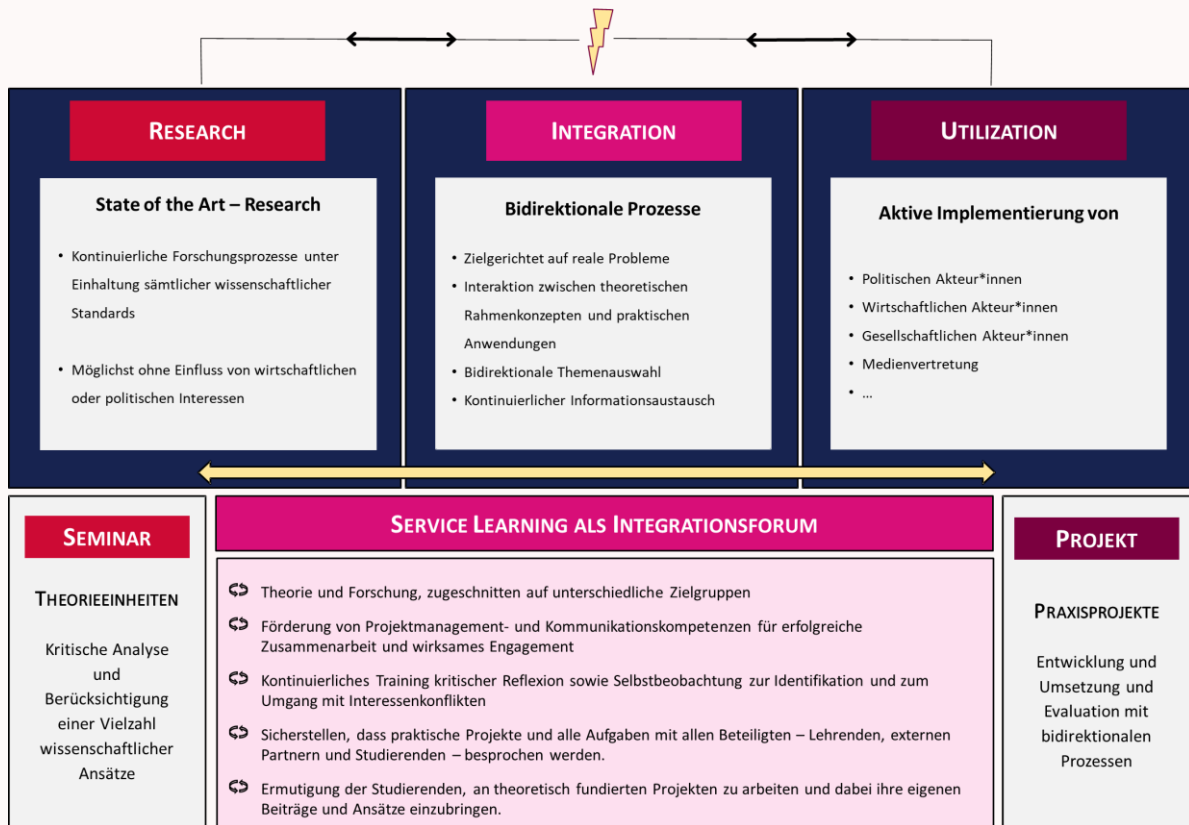 RESEARCH
State of the Art – Research
• Kontinuierliche Forschungsprozesse unter
Einhaltung sämtlicher wissenschaftlicher
Standards
• Möglichst ohne Einfluss von wirtschaftlichen
oder politischen Interessen
INTEGRATION
Bidirektionale Prozesse
• Zielgerichtet auf reale Probleme
• Interaktion zwischen theoretischen
Rahmenkonzepten und praktischen
Anwendungen
• Bidirektionale Themenauswahl
• Kontinuierlicher Informationsaustausch
UTILIZATION
Aktive Implementierung von
• Politischen Akteur*innen
• Wirtschaftlichen Akteur*innen
• Gesellschaftlichen Akteur*innen
• Medienvertretung
• ...
SEMINAR
THEORIEEINHEITEN
Kritische Analyse
und
Berücksichtigung
einer Vielzahl
wissenschaftlicher
Ansätze
SERVICE LEARNING ALS INTEGRATIONSFORUM
Theorie und Forschung, zugeschnitten auf unterschiedliche Zielgruppen
Förderung von Projektmanagement- und Kommunikationskompetenzen für erfolgreiche
Zusammenarbeit und wirksames Engagement
Kontinuierliches Training kritischer Reflexion sowie Selbstbeobachtung zur Identifikation und zum
Umgang mit Interessenkonflikten
Sicherstellen, dass praktische Projekte und alle Aufgaben mit allen Beteiligten – Lehrenden, externen
Partnern und Studierenden – besprochen werden.
Ermutigung der Studierenden, an theoretisch fundierten Projekten zu arbeiten und dabei ihre eigenen
Beiträge und Ansätze einzubringen.
PROJEKT
PRAXISPROJEKTE
Entwicklung und
Umsetzung und
Evaluation mit
bidirektionalen
Prozessen